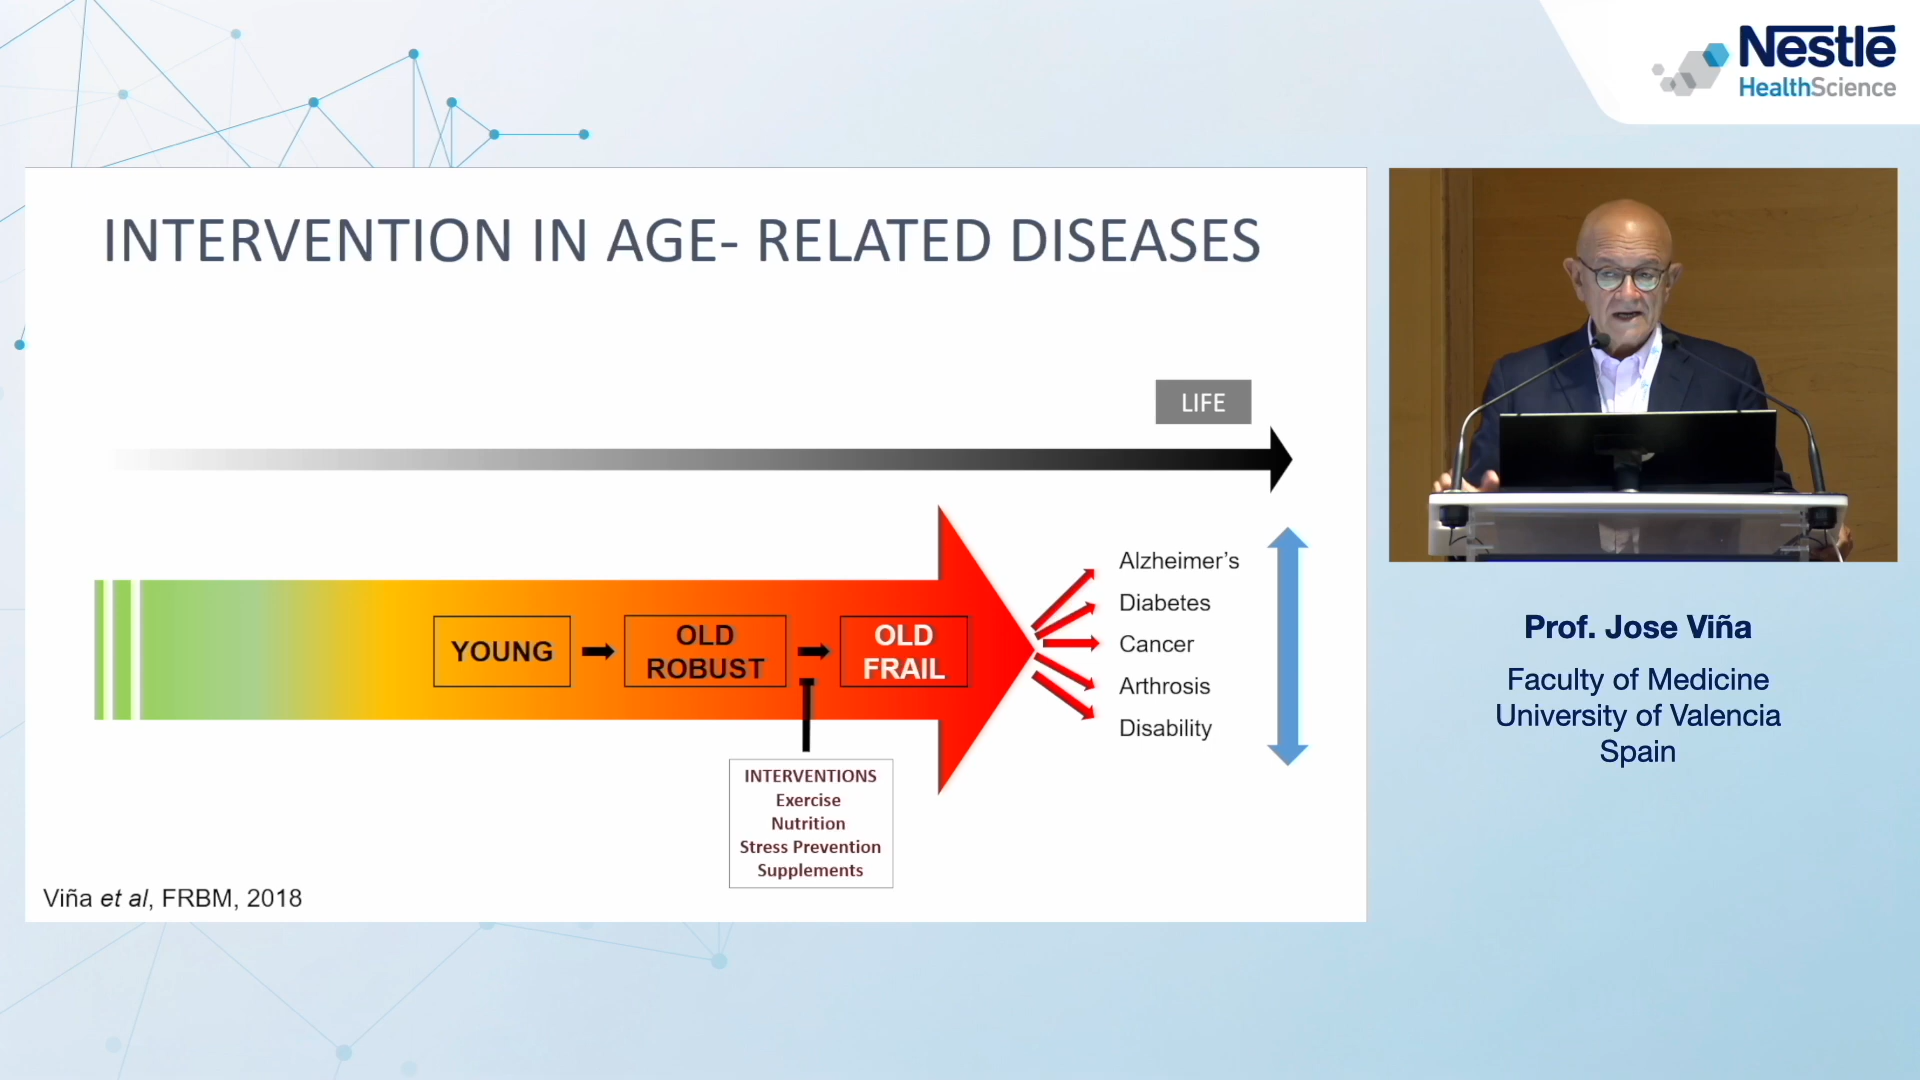 Nestlé
HealthScience
INTERVENTION IN AGE- RELATED DISEASES
LIFE
YOUNG
OLD
ROBUST
OLD
FRAIL
Alzheimer’s
Diabetes
Cancer
Arthrosis
Disability
INTERVENTIONS
Exercise
Nutrition
Stress Prevention
Supplements
Viña et al, FRBM, 2018
Prof. Jose Viña
Faculty of Medicine
University of Valencia
Spain